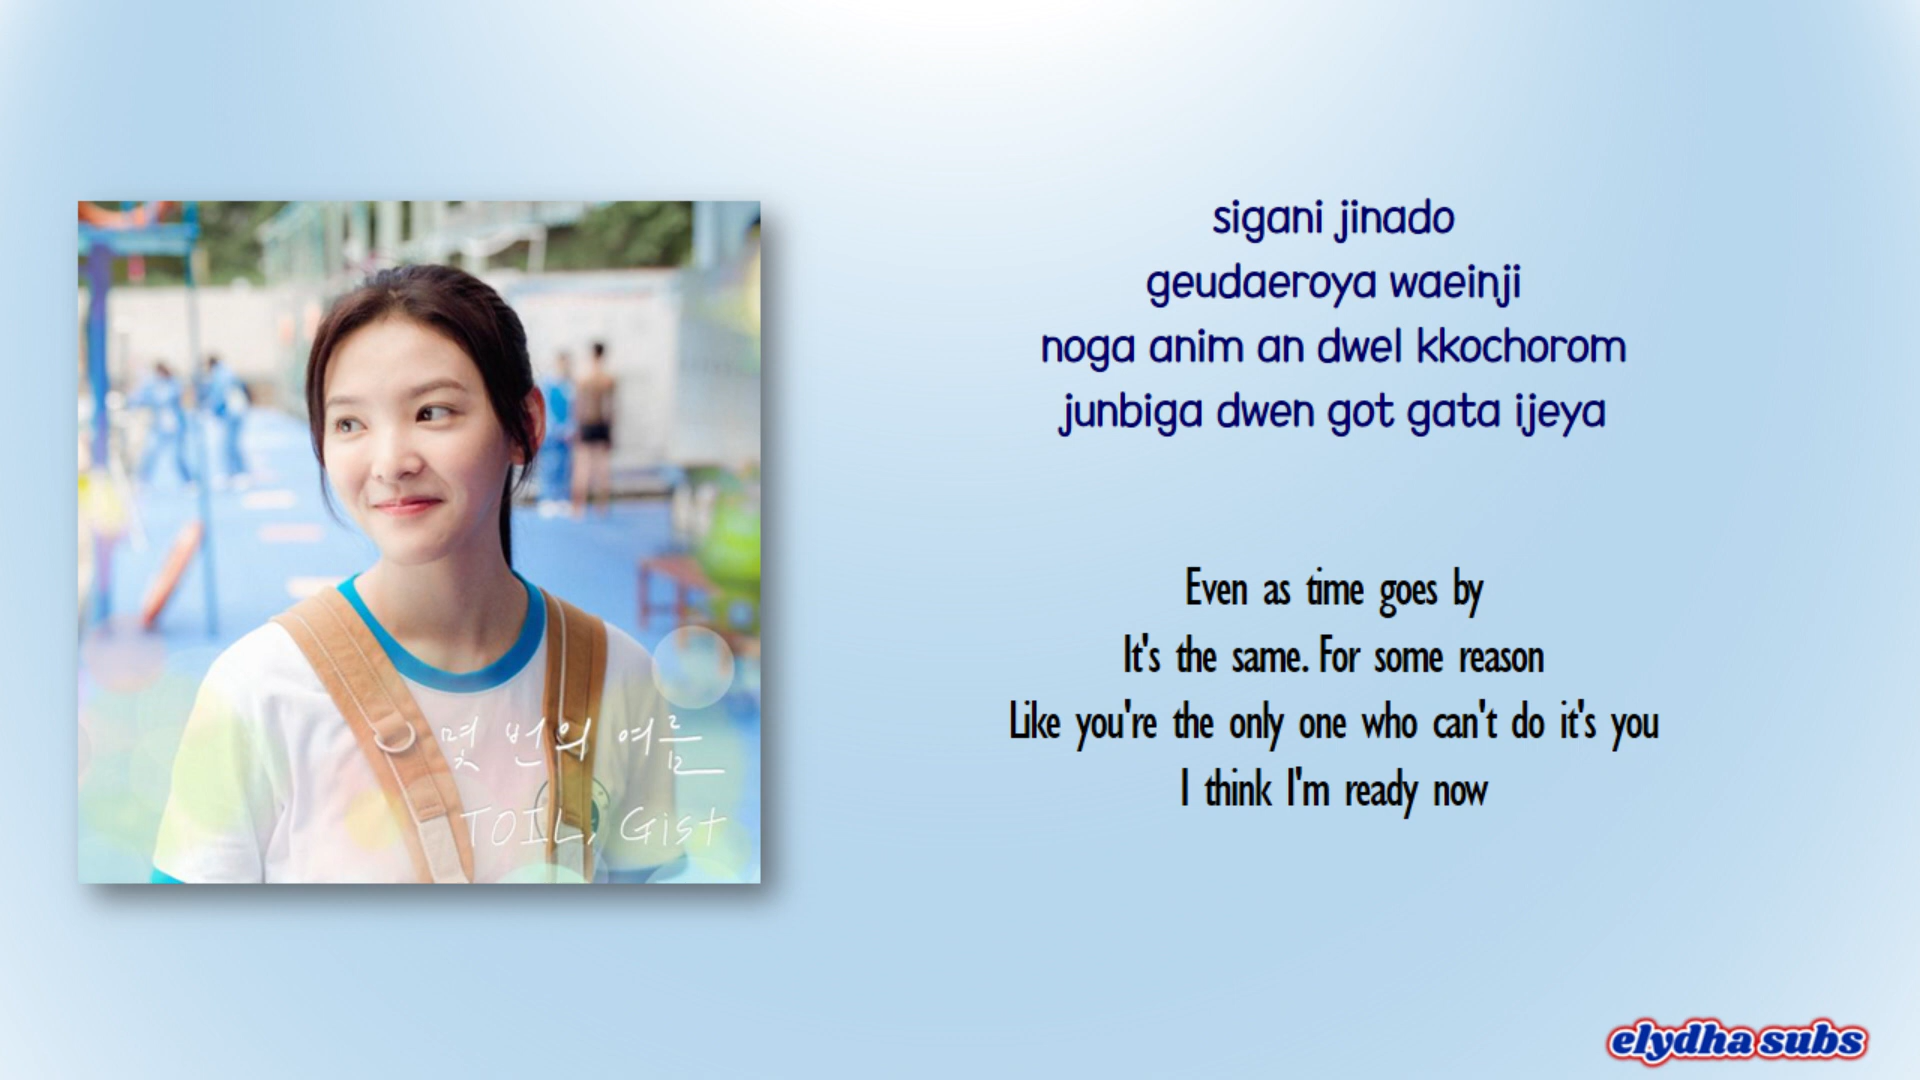 sigani jinado
geudaeroya waeinji
noga anim an dwel kkochorom
junbiga dwen got gata ijeya
Even as time goes by
It's the same. For some reason
Like you're the only one who can't do it's you
I think I'm ready now
몇 번의 여름
TOIL, Gist
elydha subs